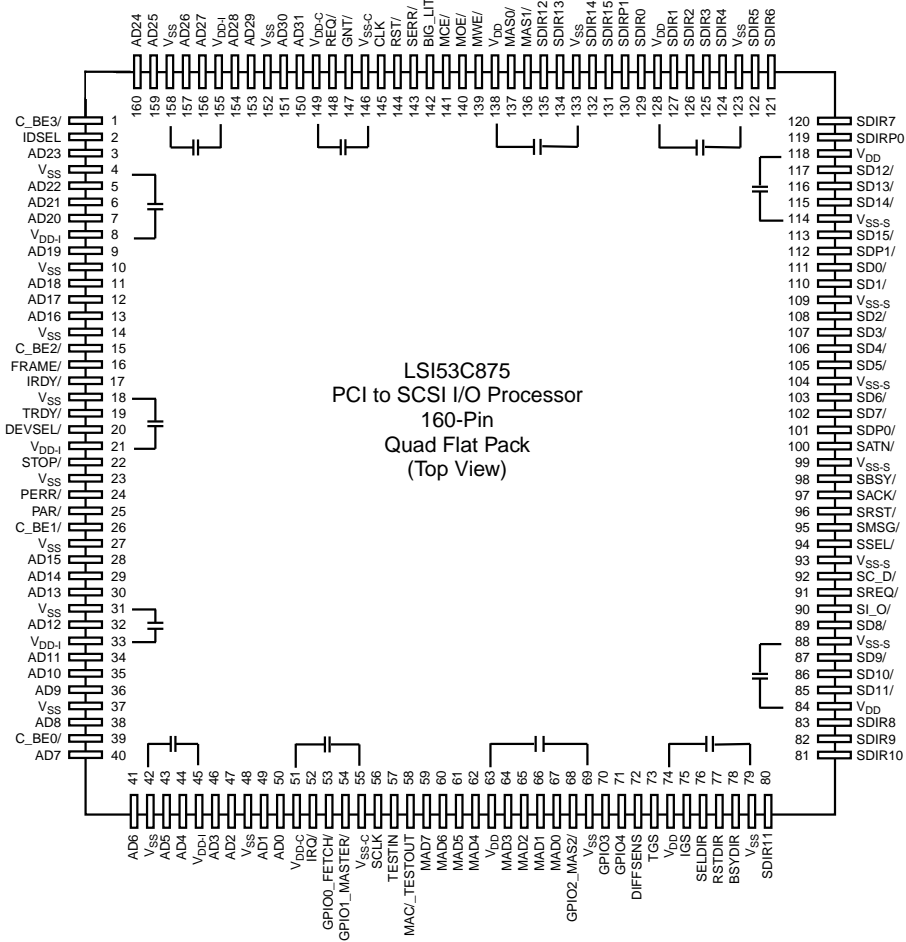 AD24
AD25
VSS
AD26
AD27
VDD-I
AD28
AD29
VSS
AD30
AD31
VDD-C
REQ/
GNT/
VSS-C
CLK
RST/
SERR/
BIG_LIT
MCE/
MOE/
MWE/
VDD
MAS0/
MAS1/
SDIR12
SDIR13
VSS
SDIR14
SDIR15
SDIRP1
SDIR0
VDD
SDIR1
SDIR2
SDIR3
SDIR4
VSS
SDIR5
SDIR6
160
159
158
157
156
155
154
153
152
151
150
149
148
147
146
145
144
143
142
141
140
139
138
137
136
135
134
133
132
131
130
129
128
127
126
125
124
123
122
121
C_BE3/ 1
IDSEL 2
AD23 3
VSS 4
AD22 5
AD21 6
AD20 7
VDD-I 8
AD19 9
VSS 10
AD18 11
AD17 12
AD16 13
VSS 14
C_BE2/ 15
FRAME/ 16
IRDY/ 17
VSS 18
TRDY/ 19
DEVSEL/ 20
VDD-I 21
STOP/ 22
VSS 23
PERR/ 24
PAR/ 25
C_BE1/ 26
VSS 27
AD15 28
AD14 29
AD13 30
VSS 31
AD12 32
VDD-I 33
AD11 34
AD10 35
AD9 36
VSS 37
AD8 38
C_BE0/ 39
AD7 40
LSI53C875
PCI to SCSI I/O Processor
160-Pin
Quad Flat Pack
(Top View)
120 SDIR7
119 SDIRP0
118 VDD
117 SD12/
116 SD13/
115 SD14/
114 VSS-S
113 SD15/
112 SDP1/
111 SD0/
110 SD1/
109 VSS-S
108 SD2/
107 SD3/
106 SD4/
105 SD5/
104 VSS-S
103 SD6/
102 SD7/
101 SDP0/
100 SATN/
99 VSS-S
98 SBSY/
97 SACK/
96 SRST/
95 SMSG/
94 SSEL/
93 VSS-S
92 SC_D/
91 SREQ/
90 SI_O/
89 SD8/
88 VSS-S
87 SD9/
86 SD10/
85 SD11/
84 VDD
83 SDIR8
82 SDIR9
81 SDIR10
41
42
43
44
45
46
47
48
49
50
51
52
53
54
55
56
57
58
59
60
61
62
63
64
65
66
67
68
69
70
71
72
73
74
75
76
77
78
79
80
AD6
VSS
AD5
AD4
VDD-I
AD3
AD2
VSS
AD1
AD0
VDD-C
IRQ/
GPIO0_FETCH/
GPIO1_MASTER/
VSS-C
SCLK
TESTIN
MAC/_TESTOUT
MAD7
MAD6
MAD5
MAD4
VDD
MAD3
MAD2
MAD1
MAD0
GPIO2_MAS2/
VSS
GPIO3
GPIO4
DIFFSENS
TGS
VDD
IGS
SELDIR
RSTDIR
BSYDIR
VSS
SDIR11